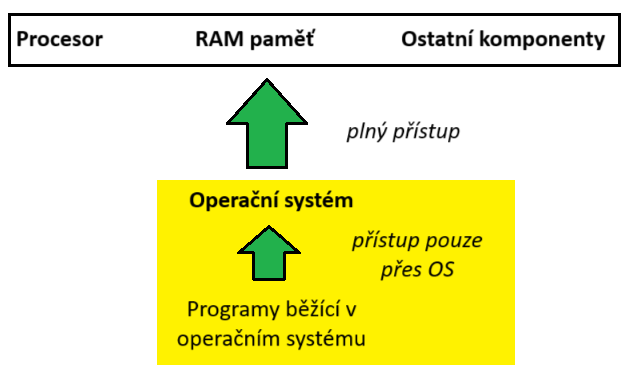 Procesor RAM paměť Ostatní komponenty
plný přístup
Operační systém
přístup pouze
přes OS
Programy běžící v
operačním systému